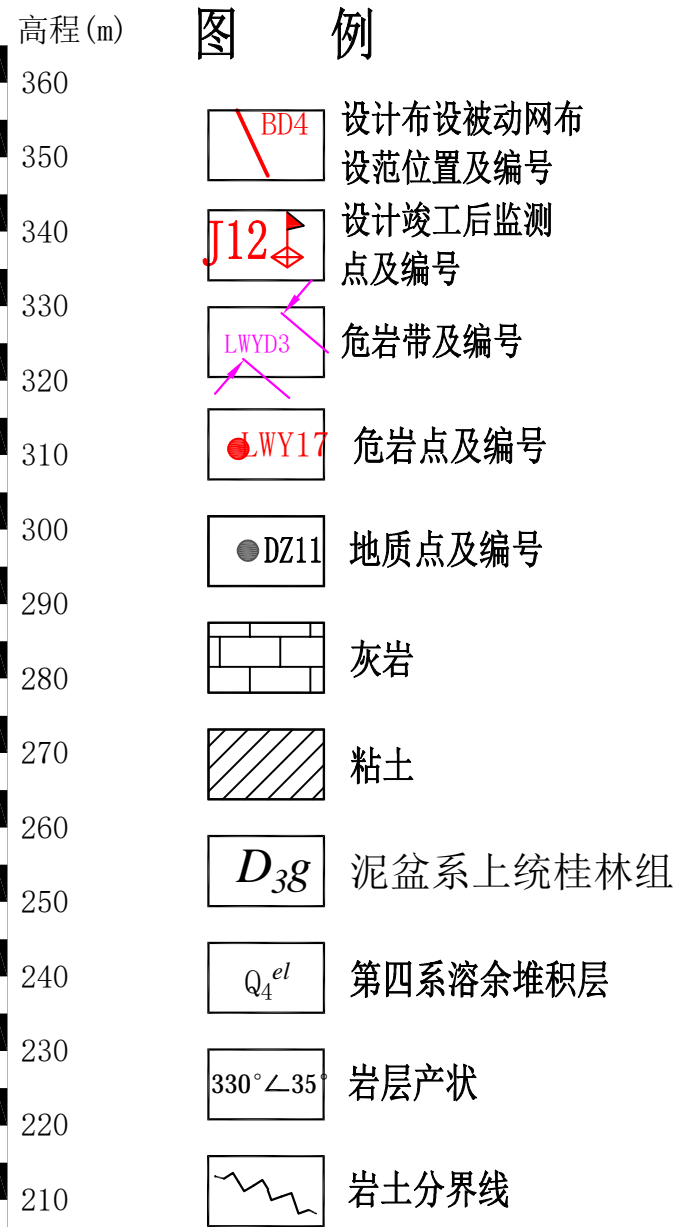 高程(m)
图 例
360
BD4
设计布设被动网布
设范位置及编号
350
340
J12
设计竣工后监测
点及编号
330
LWYD3
危岩带及编号
320
310
LWY17
危岩点及编号
300
DZ11
地质点及编号
290
灰岩
280
270
粘土
260
D₃g
泥盆系上统桂林组
250
240
Q₄ᵉˡ
第四系溶余堆积层
230
330°∠35°
岩层产状
220
岩土分界线
210